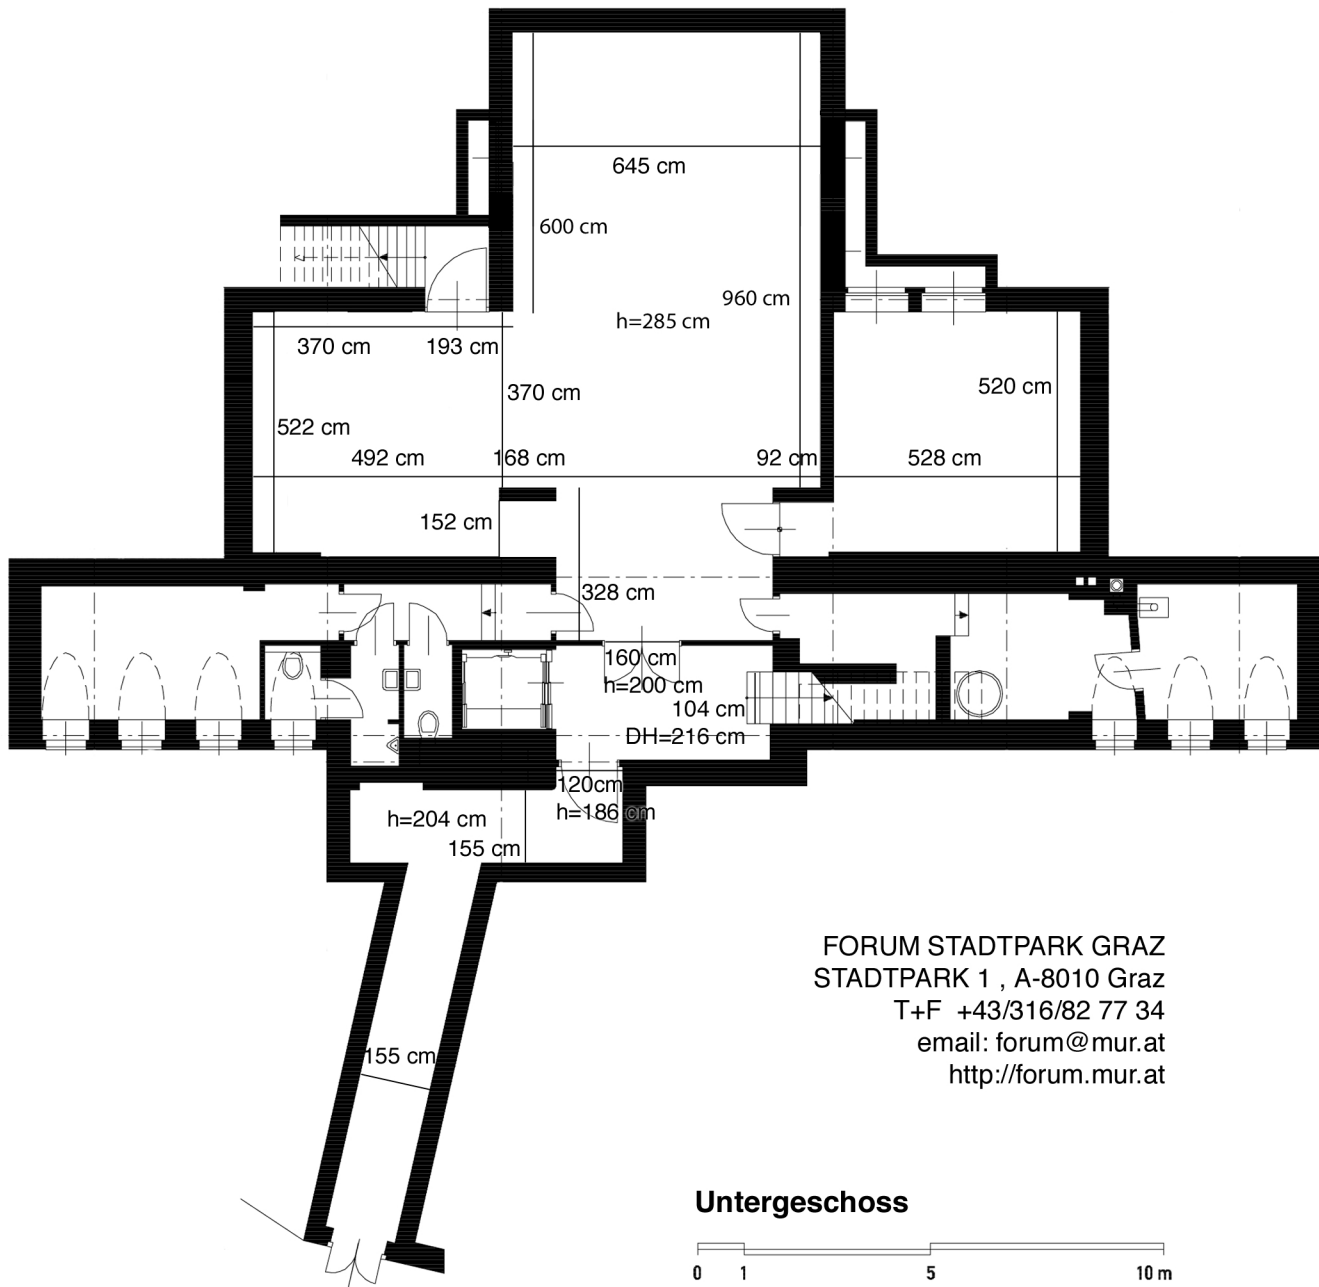 645 cm
600 cm
960 cm
h=285 cm
370 cm
193 cm
370 cm
520 cm
522 cm
492 cm
168 cm
92 cm
528 cm
152 cm
328 cm
160 cm
h=200 cm
104 cm
DH=216 cm
120cm
h=186 cm
h=204 cm
155 cm
155 cm
FORUM STADTPARK GRAZ
STADTPARK 1 , A-8010 Graz
T+F +43/316/82 77 34
email: forum@mur.at
http://forum.mur.at
Untergeschoss
0 1 5 10 m